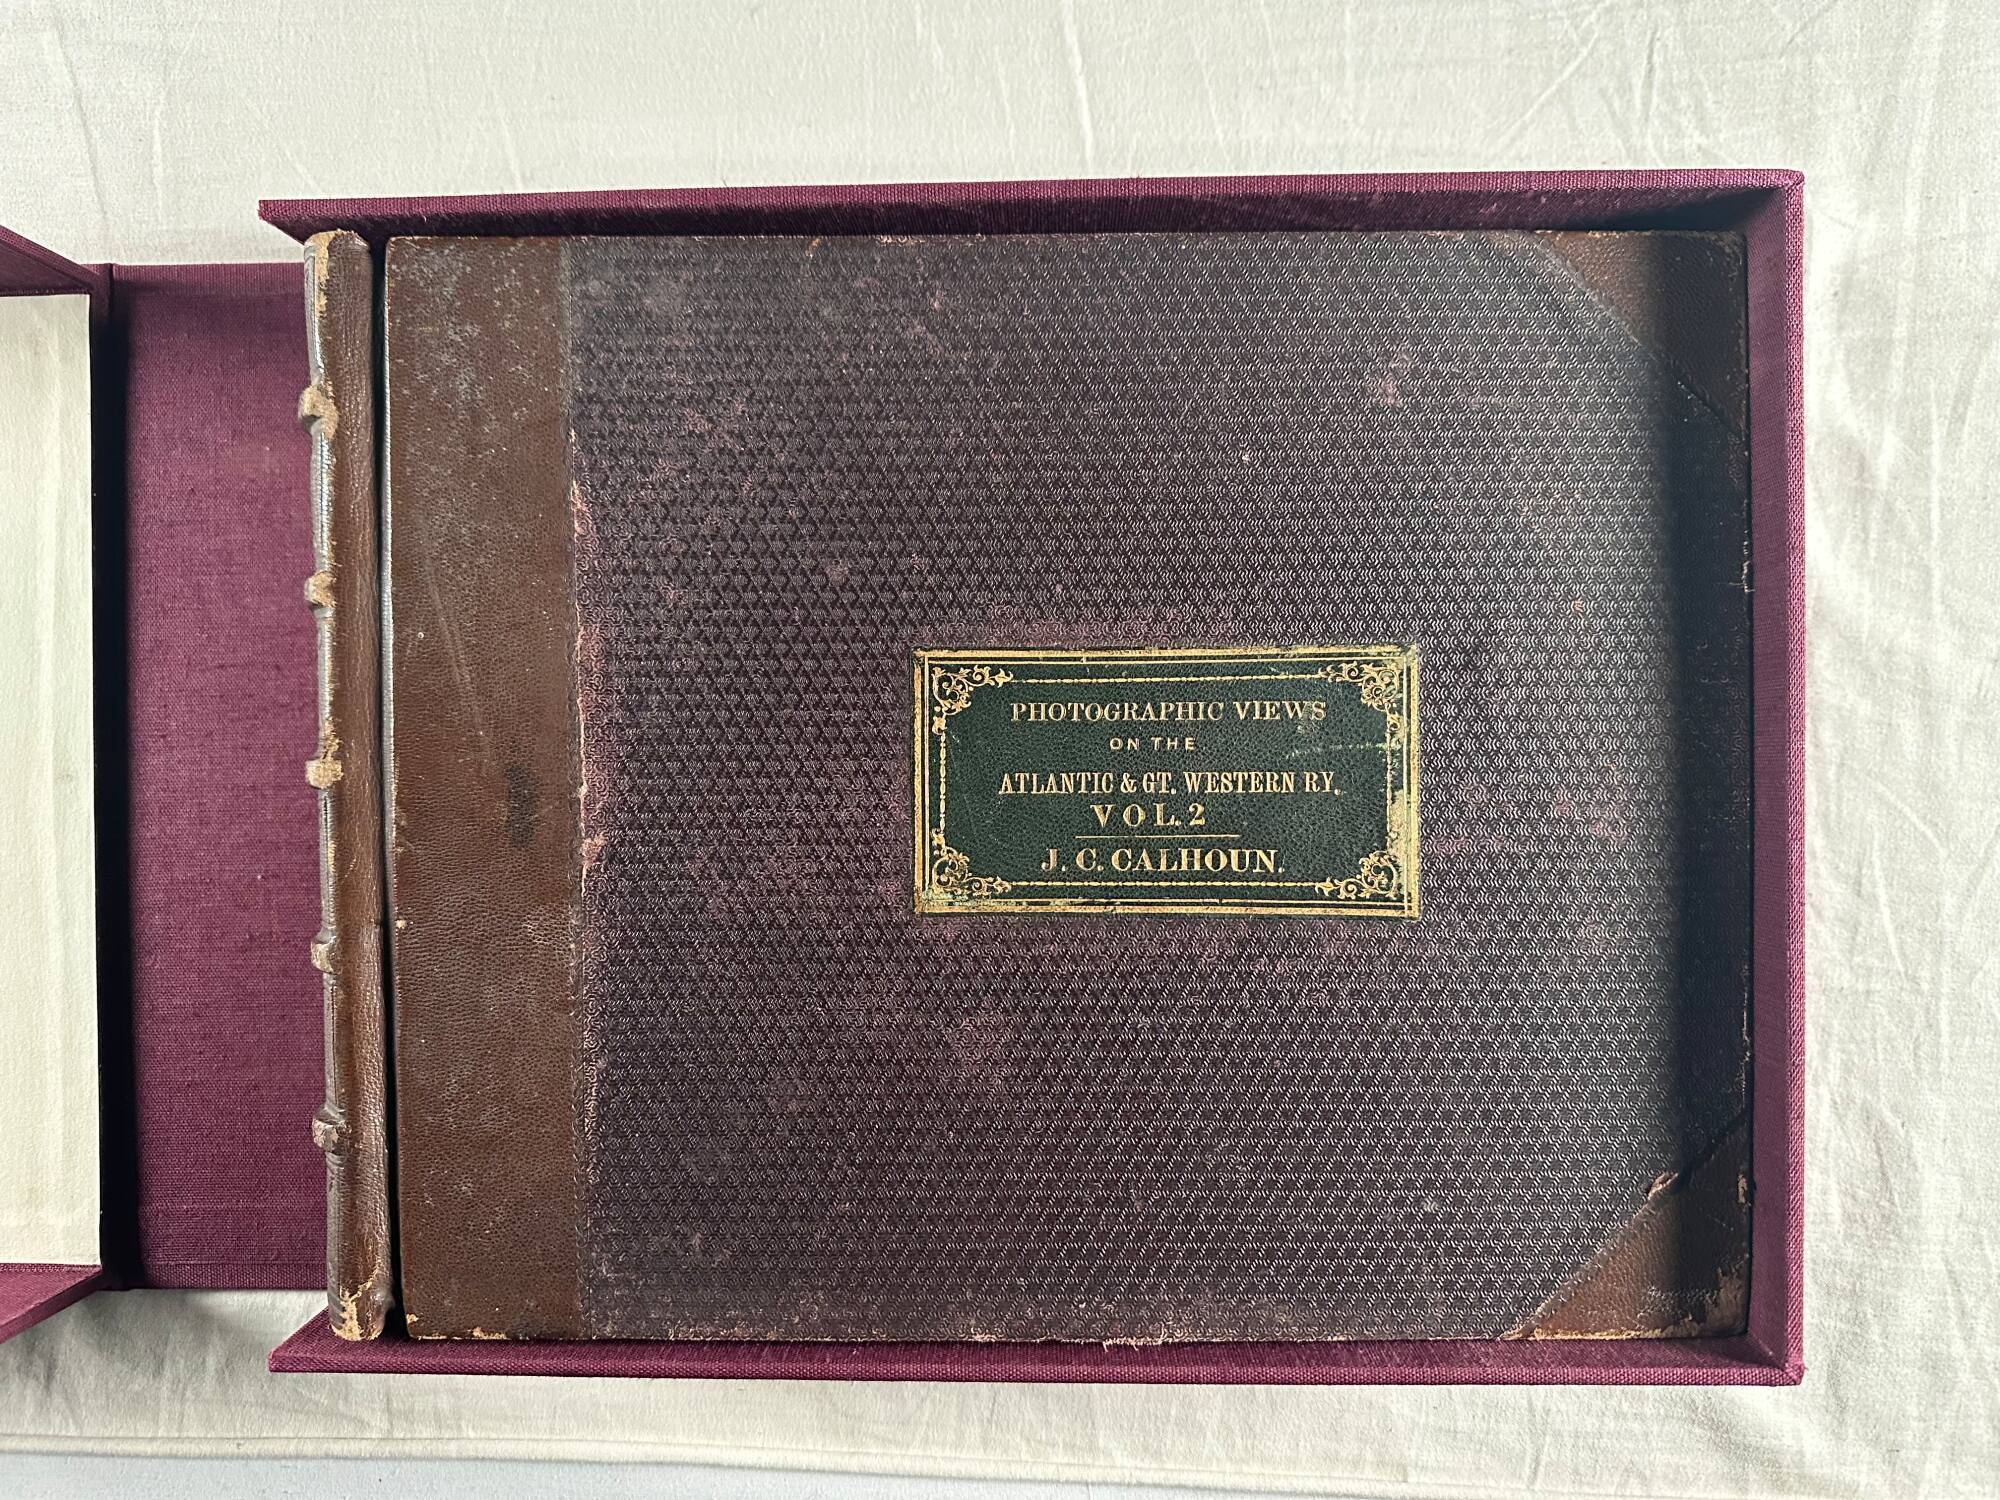 PHOTOGRAPHIC VIEWS
ON THE
ATLANTIC & GT. WESTERN RY.
VOL. 2
J. C. CALHOUN.